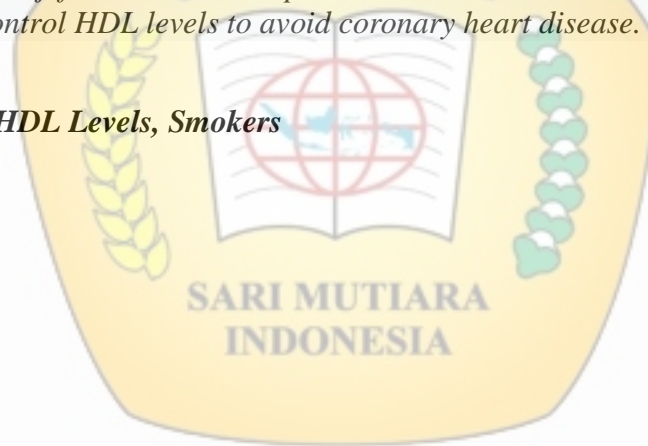 control HDL levels to avoid coronary heart disease.
HDL Levels, Smokers
SARI MUTIARA
INDONESIA